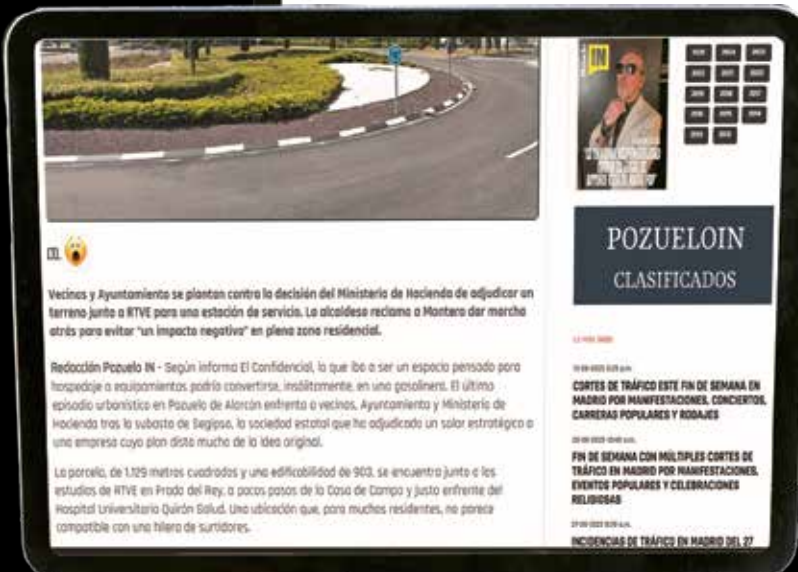 Vecinos y Ayuntamiento se plantan contra la decisión del Ministerio de Hacienda de adjudicar un
terreno junto a RTVE para una estación de servicio. La alcaldesa reclama a Montero dar marcha
atrás para evitar "un impacto negativo" en plena zona residencial.
Redacción Pozuelo IN - Según informa El Confidencial, lo que iba a ser un espacio pensado para
hospedaje o equipamientos podría convertirse, insólitamente, en una gasolinera. El último
episodio urbanístico en Pozuelo de Alarcón enfrenta a vecinos, Ayuntamiento y Ministerio de
Hacienda tras la subasta de Segipsa, la sociedad estatal que ha adjudicado un solar estratégico a
una empresa cuyo plan dista mucho de la idea original.
La parcela, de 1.129 metros cuadrados y una edificabilidad de 903, se encuentra junto a los
estudios de RTVE en Prado del Rey, a pocos pasos de la Casa de Campo y justo enfrente del
Hospital Universitario Quirón Salud. Una ubicación que, para muchos residentes, no parece
compatible con una hilera de surtidores.
IN
POZUELOIN
CLASIFICADOS
CORTES DE TRÁFICO ESTE FIN DE SEMANA EN
MADRID POR MANIFESTACIONES, CONCIERTOS,
CARRERAS POPULARES Y RODAJES
FIN DE SEMANA CON MÚLTIPLES CORTES DE
TRÁFICO EN MADRID POR MANIFESTACIONES,
EVENTOS POPULARES Y CELEBRACIONES
RELIGIOSAS
INCIDENCIAS DE TRÁFICO EN MADRID DEL 27